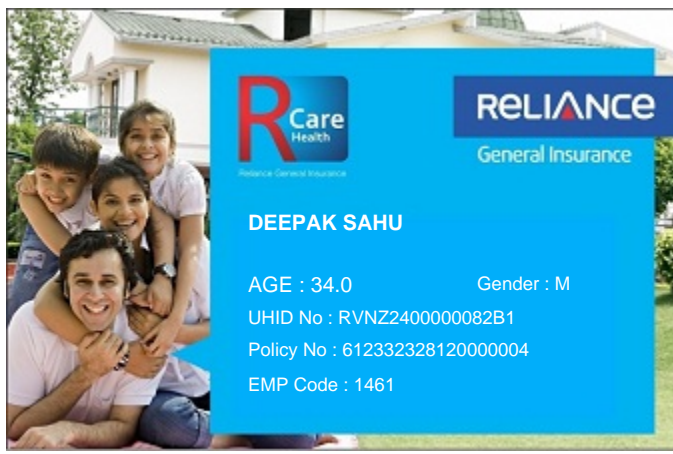 R Care
Health
Reliance General Insurance
RELIANCE
General Insurance
DEEPAK SAHU
AGE : 34.0 Gender : M
UHID No : RVNZ2400000082B1
Policy No : 612332328120000004
EMP Code : 1461